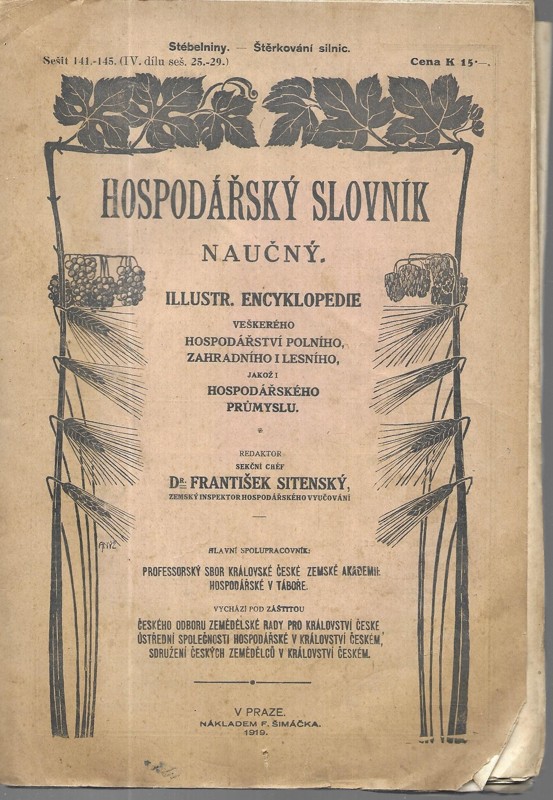 Stébelniny. — Štěrkování silnic.
Sešit 141.-145. (IV. dílu seš. 25.-29.) Cena K 15·—.
HOSPODÁŘSKÝ SLOVNÍK
NAUČNÝ.
ILLUSTR. ENCYKLOPEDIE
VEŠKERÉHO
HOSPODÁŘSTVÍ POLNÍHO,
ZAHRADNÍHO I LESNÍHO,
JAKOŽ I
HOSPODÁŘSKÉHO
PRŮMYSLU.
REDAKTOR
SEKČNÍ CHÉF
DR. FRANTIŠEK SITENSKÝ,
ZEMSKÝ INSPEKTOR HOSPODÁŘSKÉHO VYUČOVÁNÍ
HLAVNÍ SPOLUPRACOVNÍK:
PROFESSORSKÝ SBOR KRÁLOVSKÉ ČESKÉ ZEMSKÉ AKADEMIE
HOSPODÁŘSKÉ V TÁBOŘE.
VYCHÁZÍ POD ZÁŠTITOU
ČESKÉHO ODBORU ZEMĚDĚLSKÉ RADY PRO KRÁLOVSTVÍ ČESKÉ
ÚSTŘEDNÍ SPOLEČNOSTI HOSPODÁŘSKÉ V KRÁLOVSTVÍ ČESKÉM,
SDRUŽENÍ ČESKÝCH ZEMĚDĚLCŮ V KRÁLOVSTVÍ ČESKÉM.
V PRAZE.
NÁKLADEM F. ŠIMÁČKA.
1919.